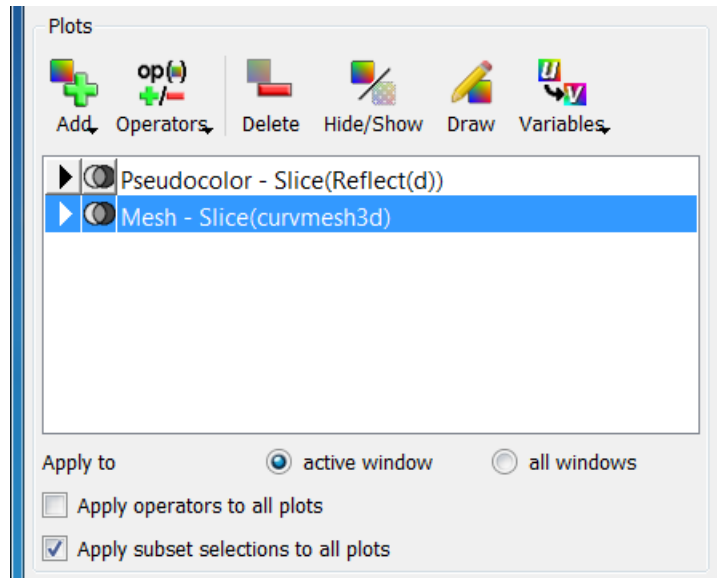 Plots
op(=)
+/-
u
v
Add Operators Delete Hide/Show Draw Variables
Pseudocolor - Slice(Reflect(d))
Mesh - Slice(curvmesh3d)
Apply to active window all windows
Apply operators to all plots
Apply subset selections to all plots